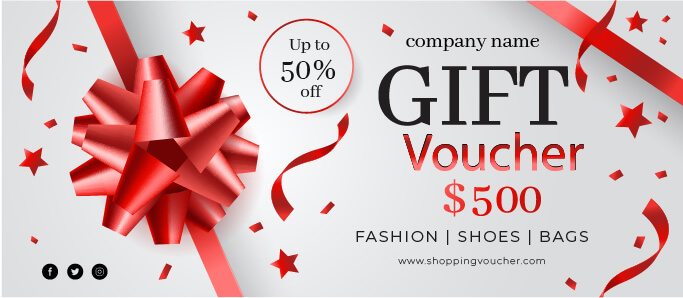 Up to
50%
off
company name
GIFT
Voucher
$500
FASHION | SHOES | BAGS
www.shoppingvoucher.com